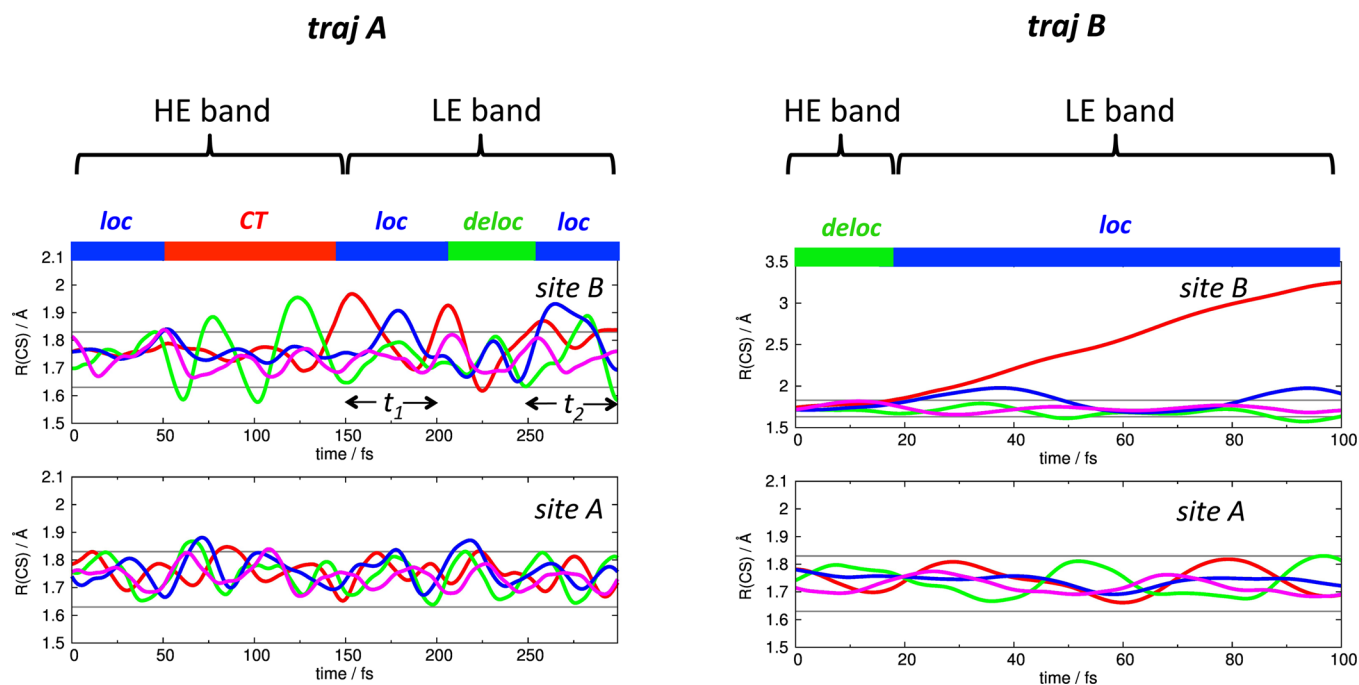 traj A
traj B
HE band
LE band
HE band
LE band
loc
CT
loc
deloc
loc
deloc
loc
2.1
2
1.9
1.8
1.7
1.6
1.5
R(CS) / Å
site B
t1
t2
0
50
100
150
200
250
time / fs
3.5
3
2.5
2
1.5
R(CS) / Å
site B
0
20
40
60
80
100
time / fs
2.1
2
1.9
1.8
1.7
1.6
1.5
R(CS) / Å
site A
0
50
100
150
200
250
time / fs
2.1
2
1.9
1.8
1.7
1.6
1.5
R(CS) / Å
site A
0
20
40
60
80
100
time / fs